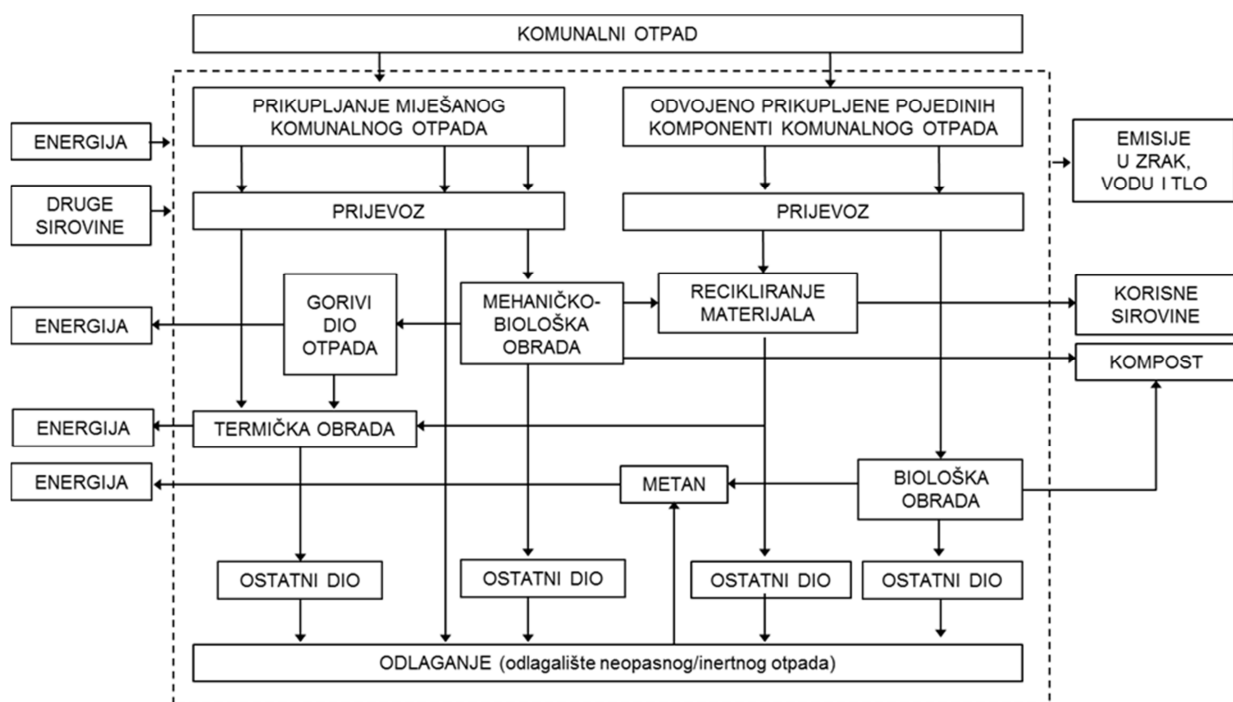 KOMUNALNI OTPAD
PRIKUPLJANJE MIJEŠANOG
KOMUNALNOG OTPADA
ODVOJENO PRIKUPLJENE POJEDINIH
KOMPONENTI KOMUNALNOG OTPADA
ENERGIJA
EMISIJE
U ZRAK,
VODU I TLO
DRUGE
SIROVINE
PRIJEVOZ
PRIJEVOZ
GORIVI
DIO
OTPADA
MEHANIČKO-
BIOLOŠKA
OBRADA
RECIKLIRANJE
MATERIJALA
KORISNE
SIROVINE
ENERGIJA
KOMPOST
ENERGIJA
TERMIČKA OBRADA
ENERGIJA
METAN
BIOLOŠKA
OBRADA
OSTATNI DIO
OSTATNI DIO
OSTATNI DIO
OSTATNI DIO
ODLAGANJE (odlagalište neopasnog/inertnog otpada)